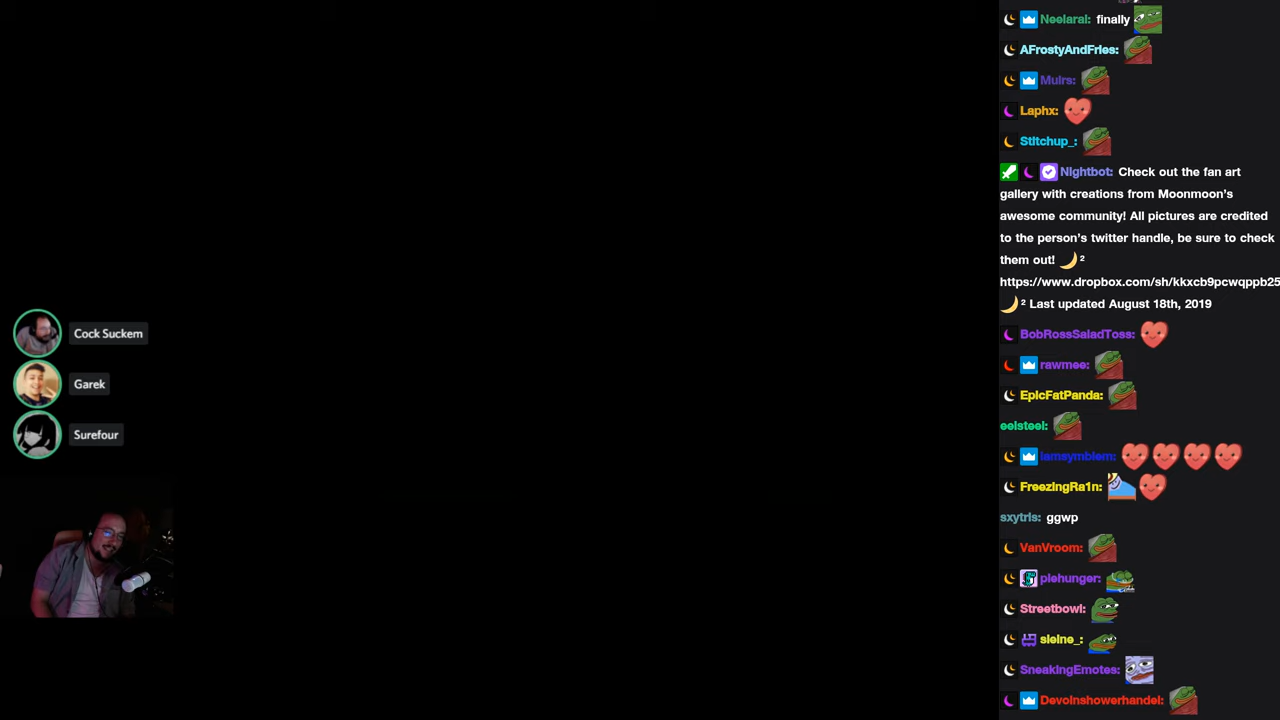 Neelaral: finally
AFrostyAndFries:
Muirs:
Laphx:
Stitchup_:
Nightbot: Check out the fan art
gallery with creations from Moonmoon's
awesome community! All pictures are credited
to the person's twitter handle, be sure to check
them out! 2
https://www.dropbox.com/sh/kkxcb9pcwqppb25
2 Last updated August 18th, 2019
BobRossSaladToss:
rawmee:
EpicFatPanda:
eelsteel:
iamsymblem:
FreezingRa1n:
sxytris: ggwp
VanVroom:
piehunger:
Streetbowl:
sleine_:
SneakingEmotes:
Devoinshowerhandel:
Cock Suckem
Garek
Surefour